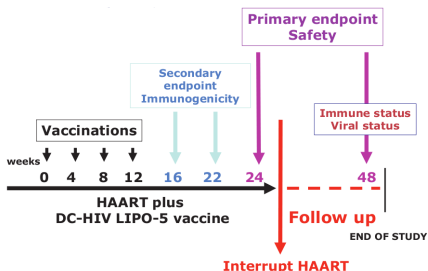 Primary endpoint
Safety
Secondary
endpoint
Immunogenicity
Immune status
Viral status
Vaccinations
weeks
0 4 8 12 16 22 24 48
HAART plus
DC-HIV LIPO-5 vaccine
Follow up
END OF STUDY
Interrupt HAART